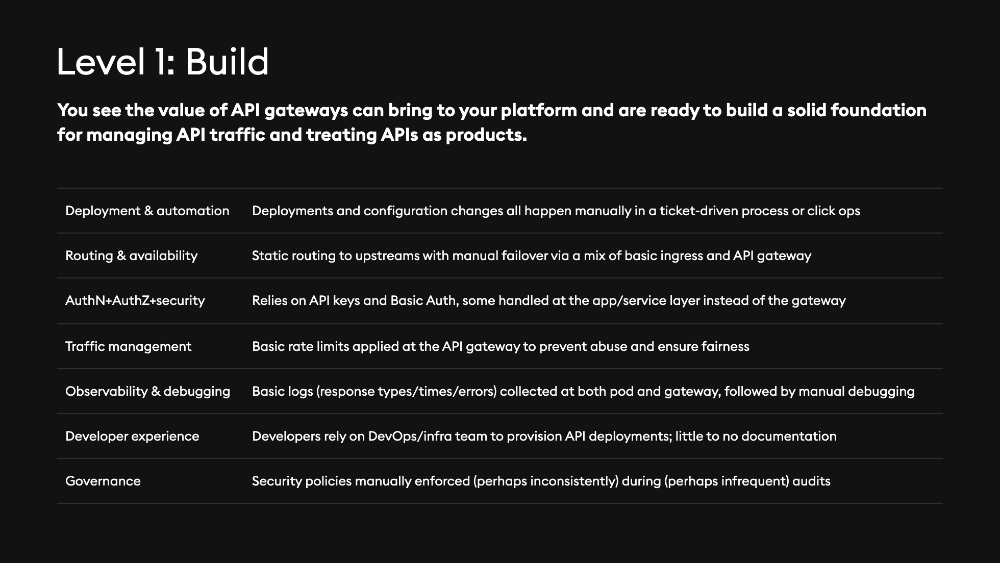 Level 1: Build
You see the value of API gateways can bring to your platform and are ready to build a solid foundation
for managing API traffic and treating APIs as products.
Deployment & automation Deployments and configuration changes all happen manually in a ticket-driven process or click ops
Routing & availability Static routing to upstreams with manual failover via a mix of basic ingress and API gateway
AuthN+AuthZ+security Relies on API keys and Basic Auth, some handled at the app/service layer instead of the gateway
Traffic management Basic rate limits applied at the API gateway to prevent abuse and ensure fairness
Observability & debugging Basic logs (response types/times/errors) collected at both pod and gateway, followed by manual debugging
Developer experience Developers rely on DevOps/infra team to provision API deployments; little to no documentation
Governance Security policies manually enforced (perhaps inconsistently) during (perhaps infrequent) audits